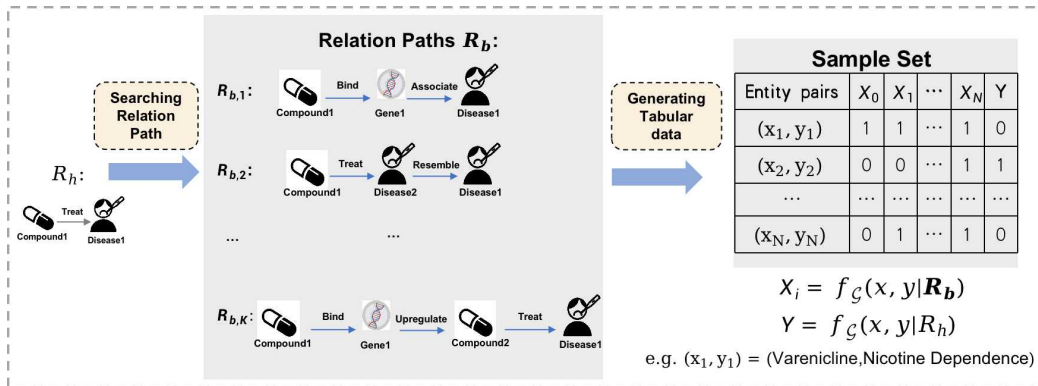 Searching
Relation
Path
R_h:
Treat
Compound1 Disease1
Relation Paths R_b:
R_{b,1}: Bind Associate
Compound1 Gene1 Disease1
R_{b,2}: Treat Resemble
Compound1 Disease2 Disease1
... ...
R_{b,K}: Bind Upregulate Treat
Compound1 Gene1 Compound2 Disease1
Generating
Tabular
data
Sample Set
Entity pairs X_0 X_1 ... X_N Y
(x_1, y_1) 1 1 ... 1 0
(x_2, y_2) 0 0 ... 1 1
... ... ... ... ... ...
(x_N, y_N) 0 1 ... 1 0
X_i = f_𝒢(x, y|R_b)
Y = f_𝒢(x, y|R_h)
e.g. (x_1, y_1) = (Varenicline,Nicotine Dependence)